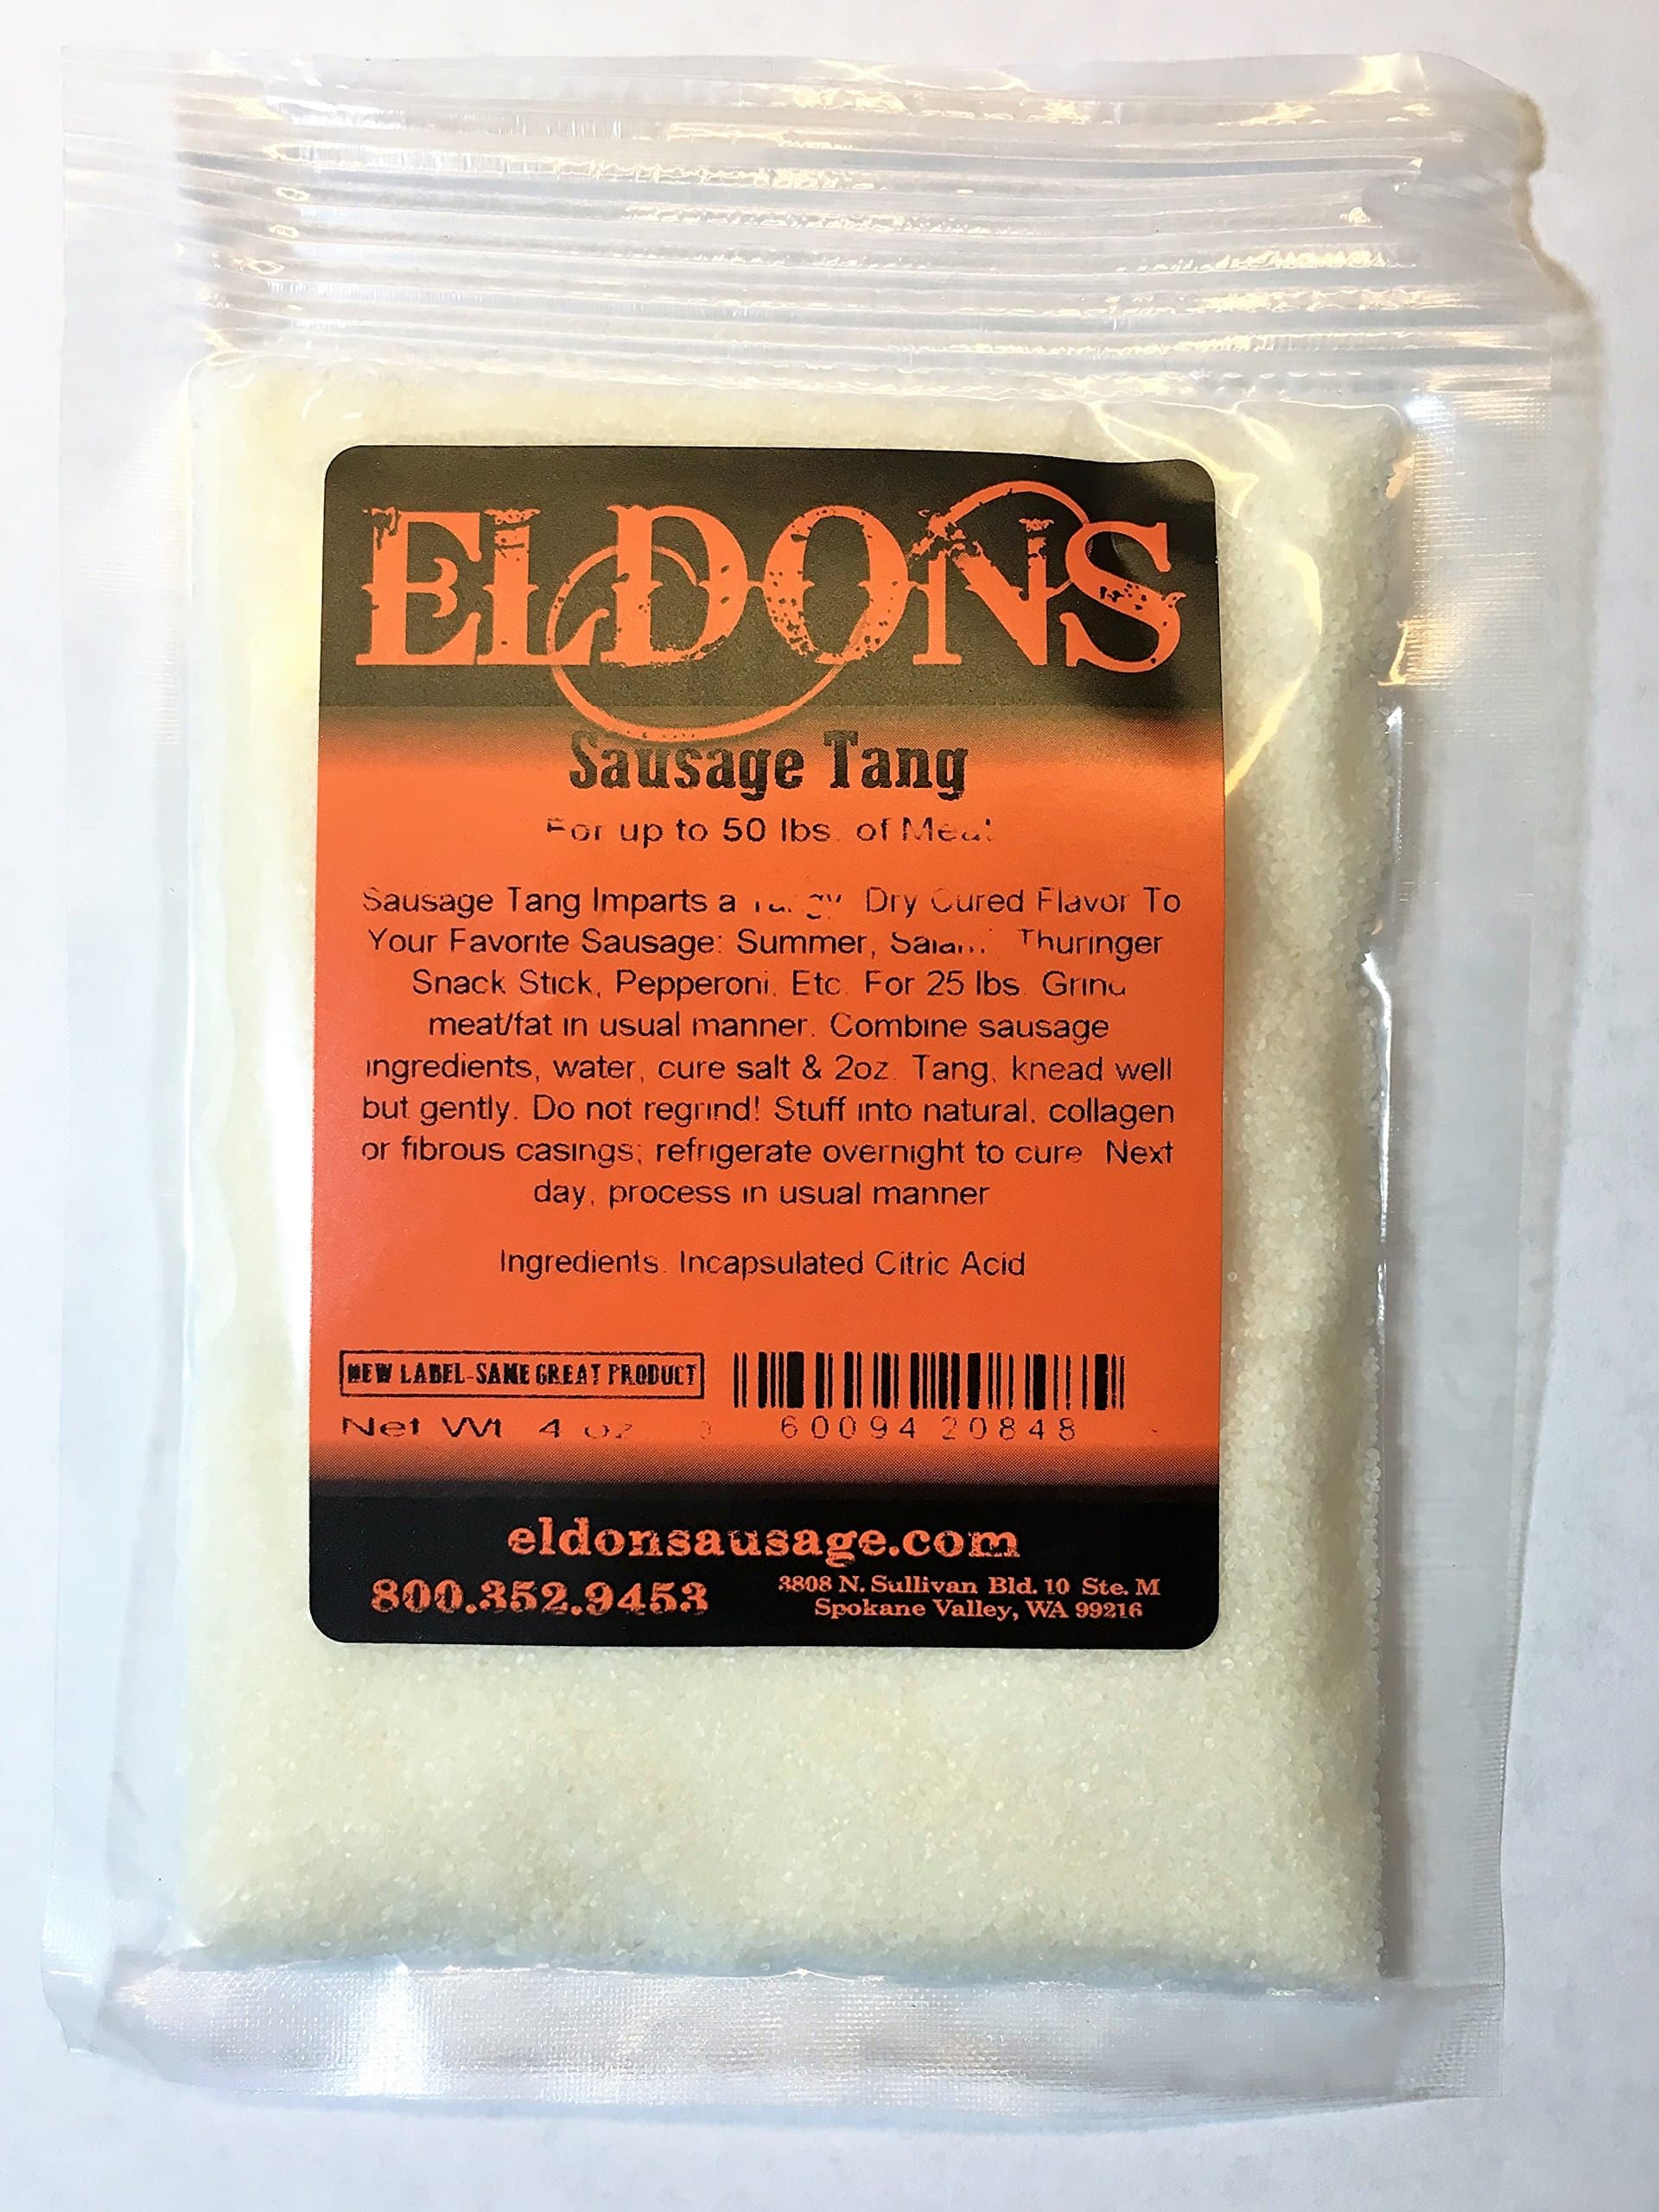 ELDONS
Sausage Tang
For up to 50 lbs. of Meat
Sausage Tang Imparts a Tangy Dry Cured Flavor To
Your Favorite Sausage: Summer, Salami Thuringer
Snack Stick, Pepperoni, Etc. For 25 lbs. Grind
meat/fat in usual manner. Combine sausage
ingredients, water, cure salt & 2oz. Tang, knead well
but gently. Do not regrind! Stuff into natural, collagen
or fibrous casings; refrigerate overnight to cure Next
day, process in usual manner
Ingredients. Incapsulated Citric Acid
NEW LABEL-SAME GREAT PRODUCT
Net Wt 4 oz
60094 20848
eldonsausage.com
800.352.9453
3808 N. Sullivan Bld. 10 Ste. M
Spokane Valley, WA 99216